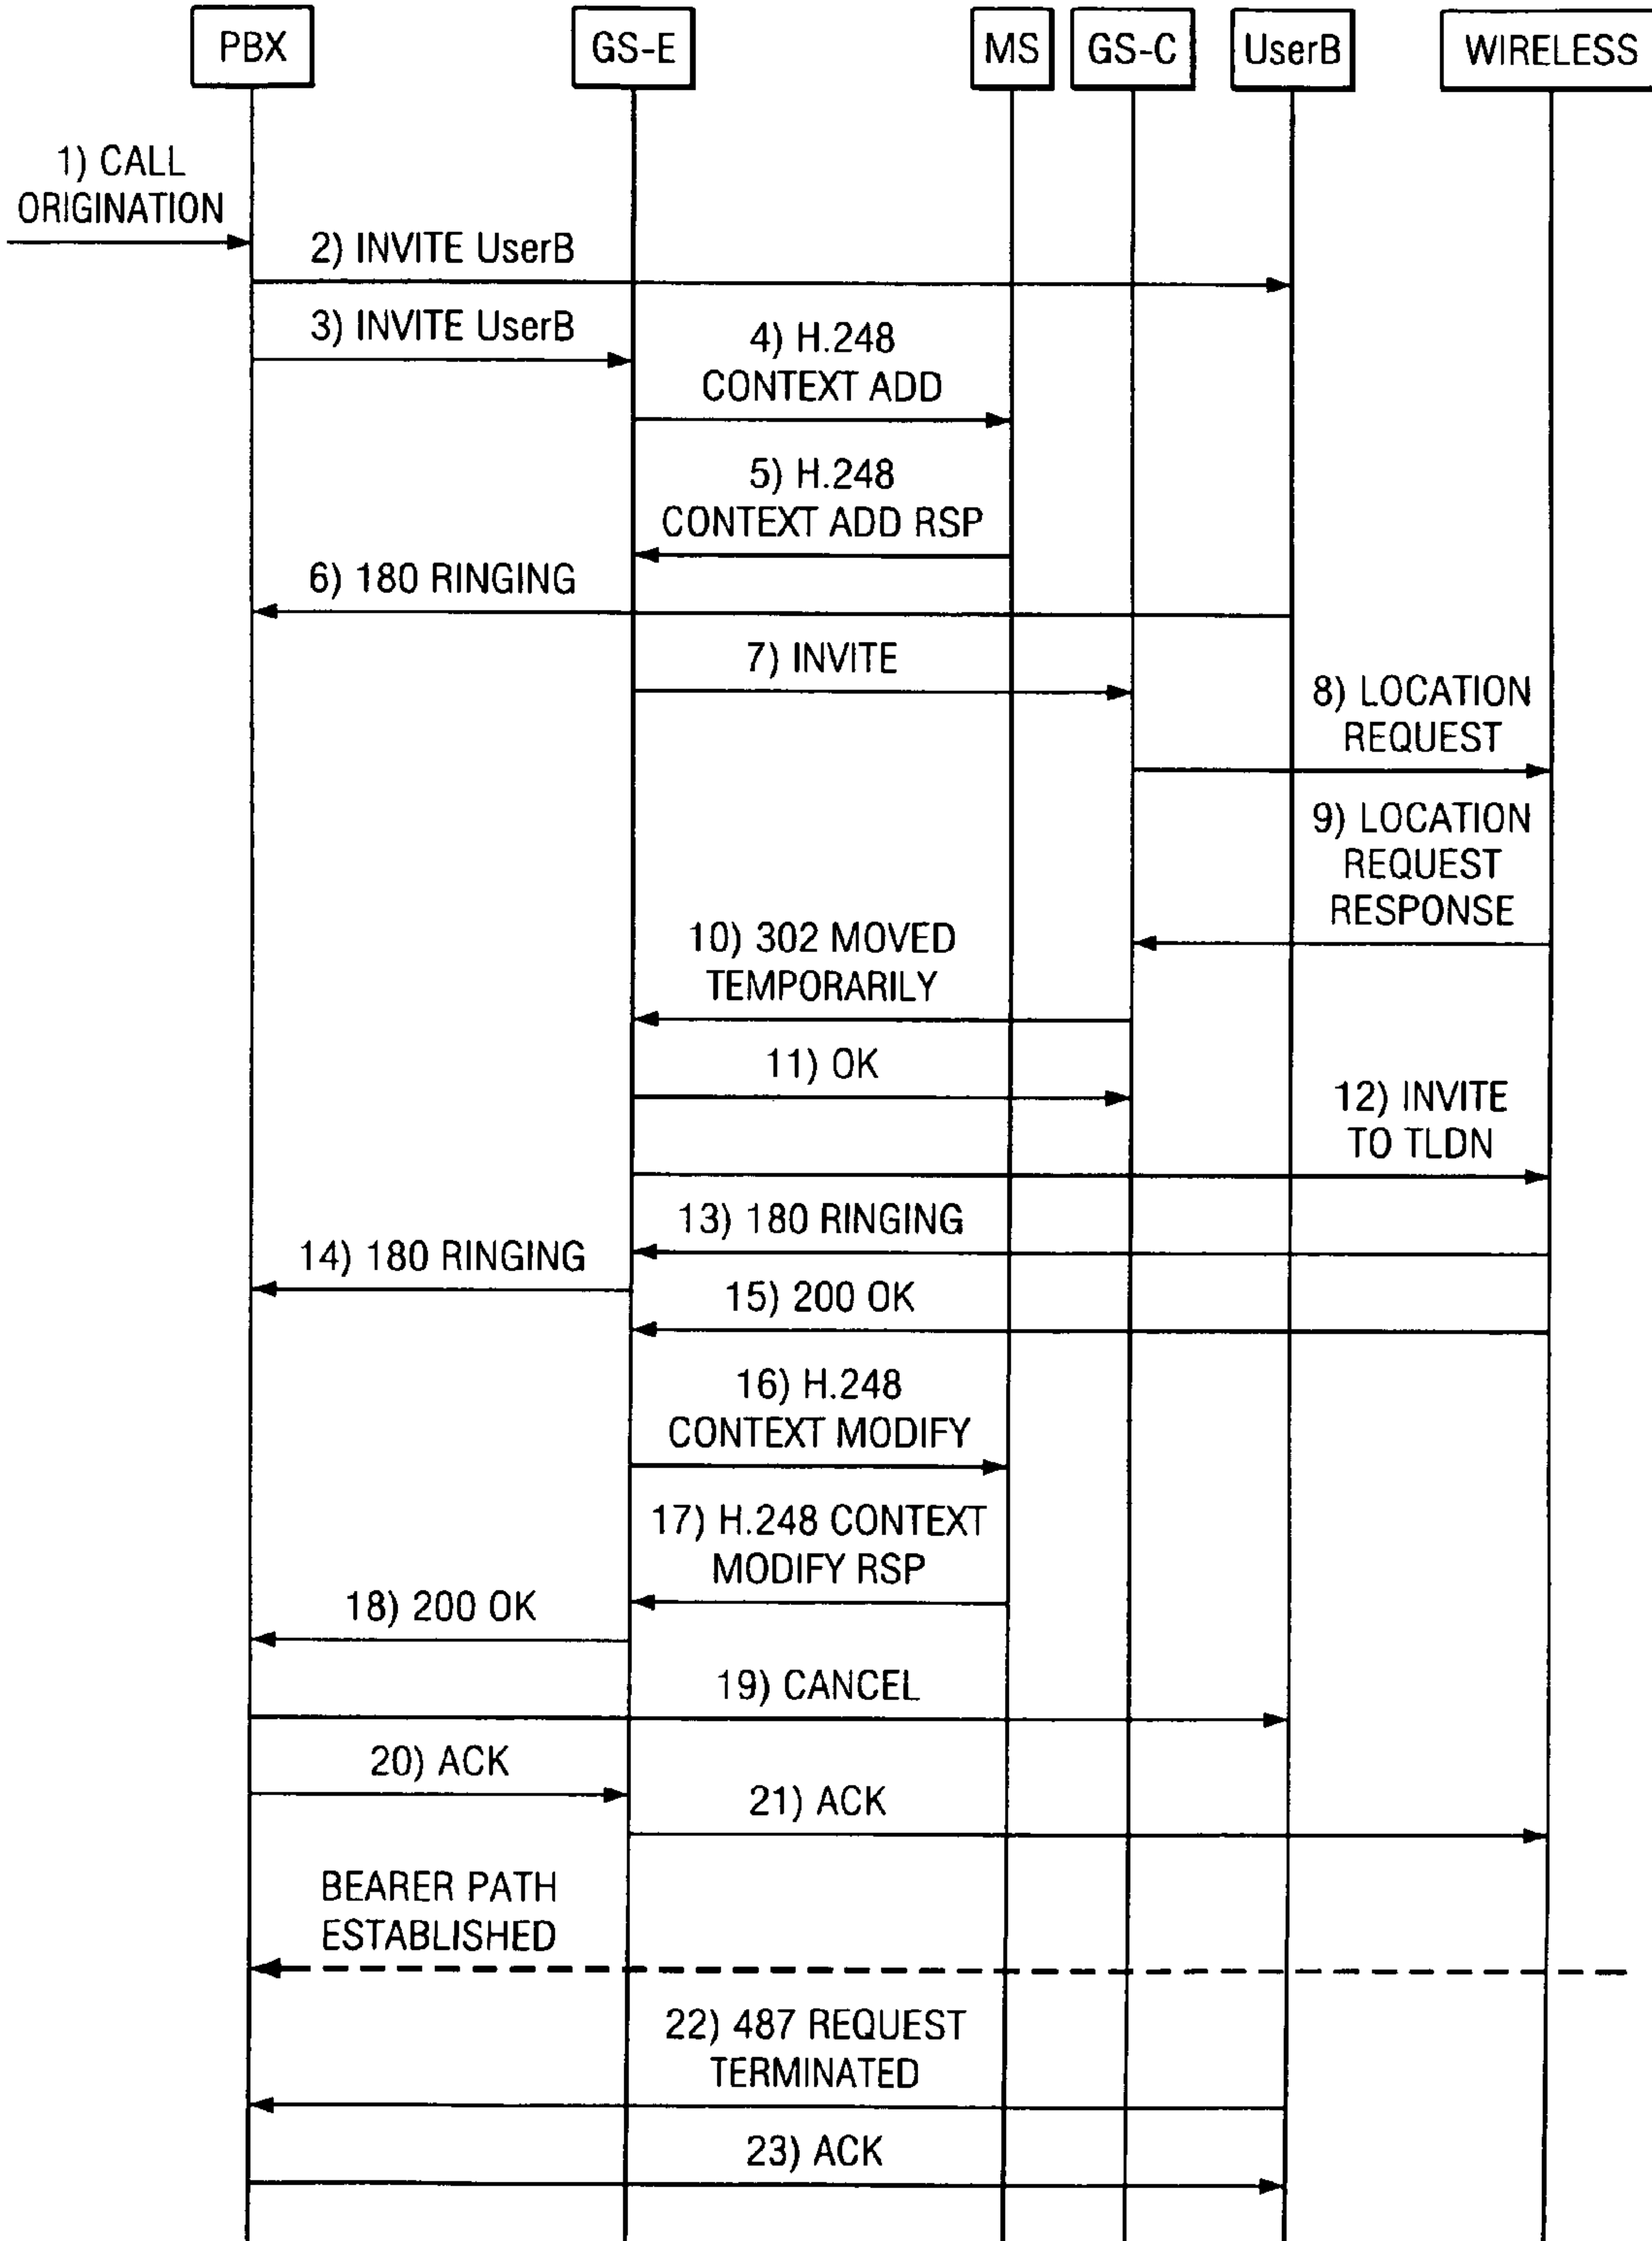 PBX
GS-E
MS
GS-C
UserB
WIRELESS
1) CALL
ORIGINATION
2) INVITE UserB
3) INVITE UserB
4) H.248
CONTEXT ADD
5) H.248
CONTEXT ADD RSP
6) 180 RINGING
7) INVITE
8) LOCATION
REQUEST
9) LOCATION
REQUEST
RESPONSE
10) 302 MOVED
TEMPORARILY
11) OK
12) INVITE
TO TLDN
13) 180 RINGING
14) 180 RINGING
15) 200 OK
16) H.248
CONTEXT MODIFY
17) H.248 CONTEXT
MODIFY RSP
18) 200 OK
19) CANCEL
20) ACK
21) ACK
BEARER PATH
ESTABLISHED
22) 487 REQUEST
TERMINATED
23) ACK